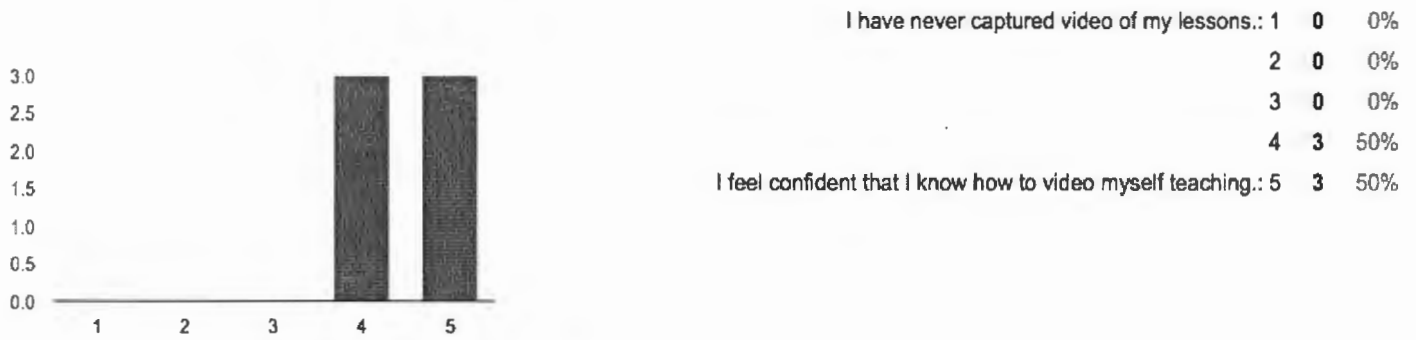 I have never captured video of my lessons.: 1 0 0%
2 0 0%
3 0 0%
4 3 50%
I feel confident that I know how to video myself teaching.: 5 3 50%
3.0
2.5
2.0
1.5
1.0
0.5
0.0
1 2 3 4 5